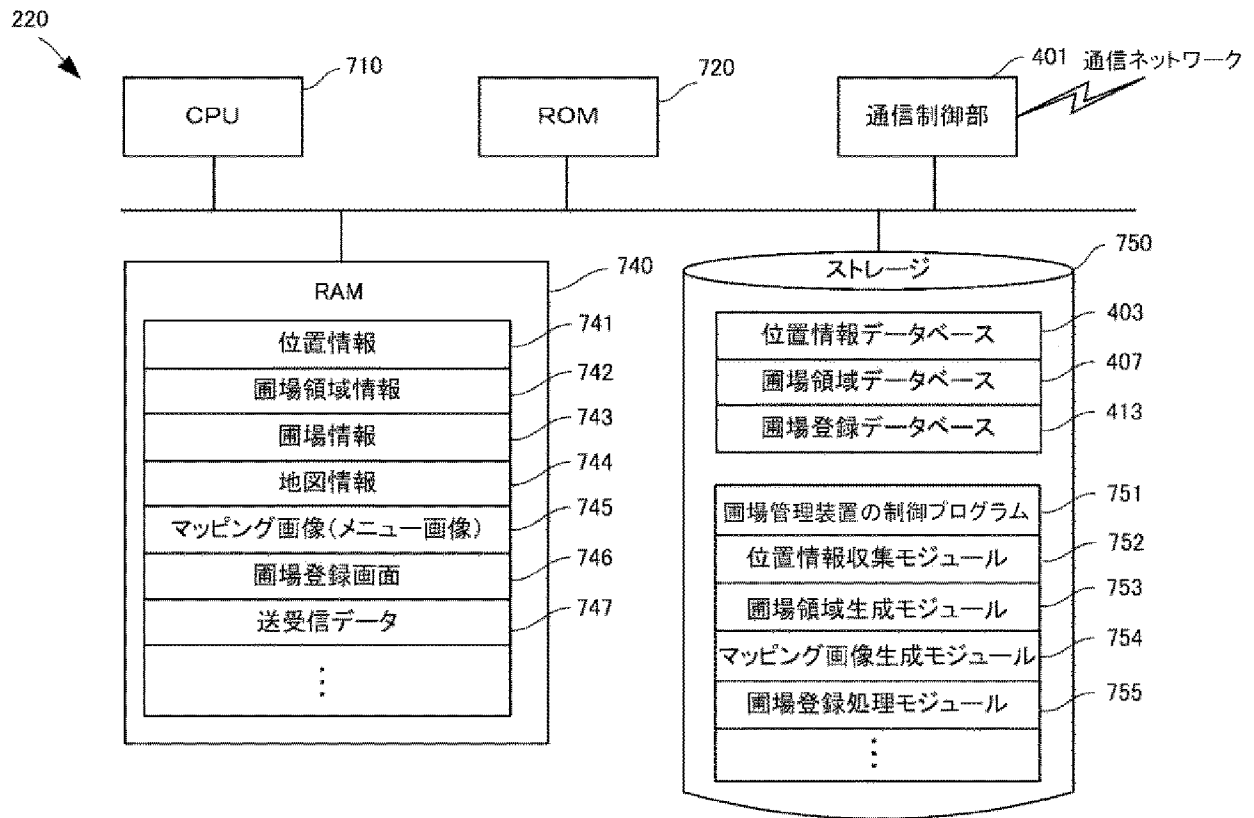 220
CPU
710
ROM
720
通信制御部
401
通信ネットワーク
RAM
740
位置情報
741
圃場領域情報
742
圃場情報
743
地図情報
744
マッピング画像(メニュー画像)
745
圃場登録画面
746
送受信データ
747
⋮
ストレージ
750
位置情報データベース
403
圃場領域データベース
407
圃場登録データベース
413
圃場管理装置の制御プログラム
751
位置情報収集モジュール
752
圃場領域生成モジュール
753
マッピング画像生成モジュール
754
圃場登録処理モジュール
755
⋮